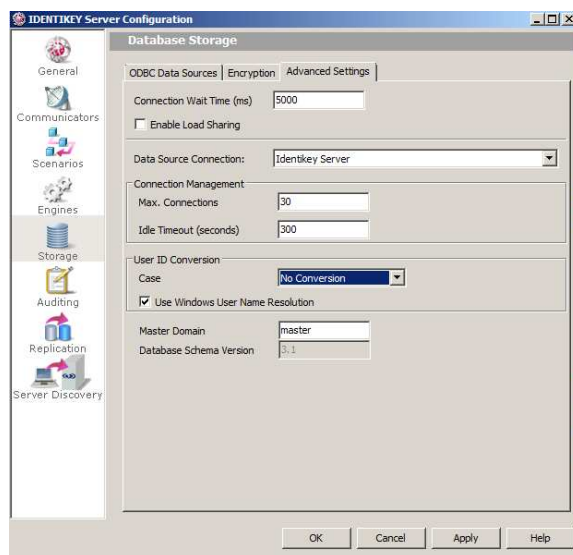 IDENTIKEY Server Configuration
General
Communicators
Scenarios
Engines
Storage
Auditing
Replication
Server Discovery
Database Storage
ODBC Data Sources Encryption Advanced Settings
Connection Wait Time (ms) 5000
Enable Load Sharing
Data Source Connection: Identikey Server
Connection Management
Max. Connections 30
Idle Timeout (seconds) 300
User ID Conversion
Case No Conversion
Use Windows User Name Resolution
Master Domain master
Database Schema Version 3.1
OK Cancel Apply Help